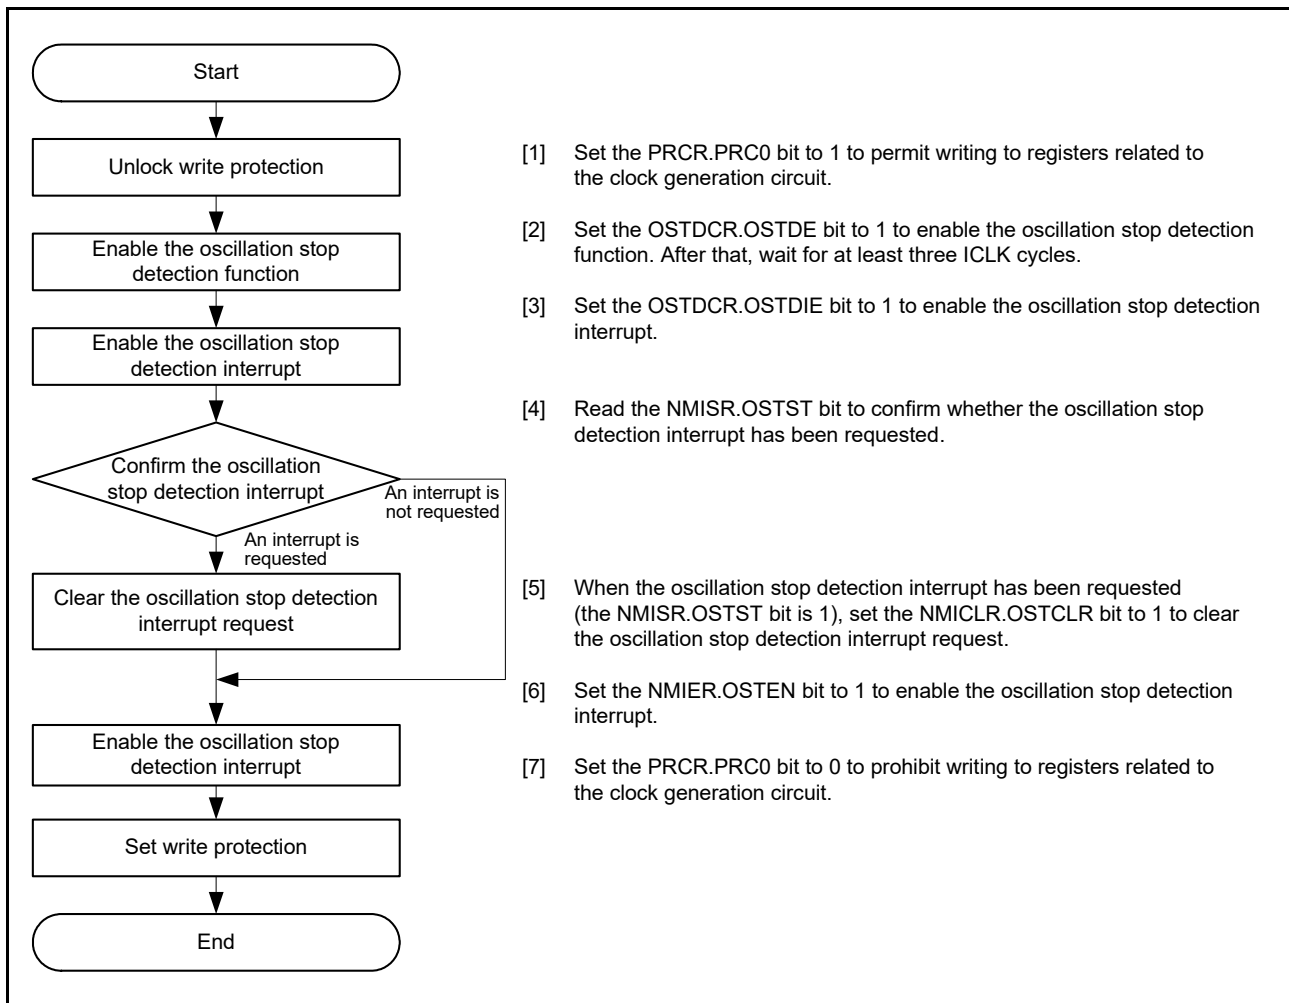 Start
Unlock write protection
Enable the oscillation stop
detection function
Enable the oscillation stop
detection interrupt
Confirm the oscillation
stop detection interrupt
An interrupt is
not requested
An interrupt is
requested
Clear the oscillation stop detection
interrupt request
Enable the oscillation stop
detection interrupt
Set write protection
End
[1] Set the PRCR.PRC0 bit to 1 to permit writing to registers related to
the clock generation circuit.
[2] Set the OSTDCR.OSTDE bit to 1 to enable the oscillation stop detection
function. After that, wait for at least three ICLK cycles.
[3] Set the OSTDCR.OSTDIE bit to 1 to enable the oscillation stop detection
interrupt.
[4] Read the NMISR.OSTST bit to confirm whether the oscillation stop
detection interrupt has been requested.
[5] When the oscillation stop detection interrupt has been requested
(the NMISR.OSTST bit is 1), set the NMICLR.OSTCLR bit to 1 to clear
the oscillation stop detection interrupt request.
[6] Set the NMIER.OSTEN bit to 1 to enable the oscillation stop detection
interrupt.
[7] Set the PRCR.PRC0 bit to 0 to prohibit writing to registers related to
the clock generation circuit.